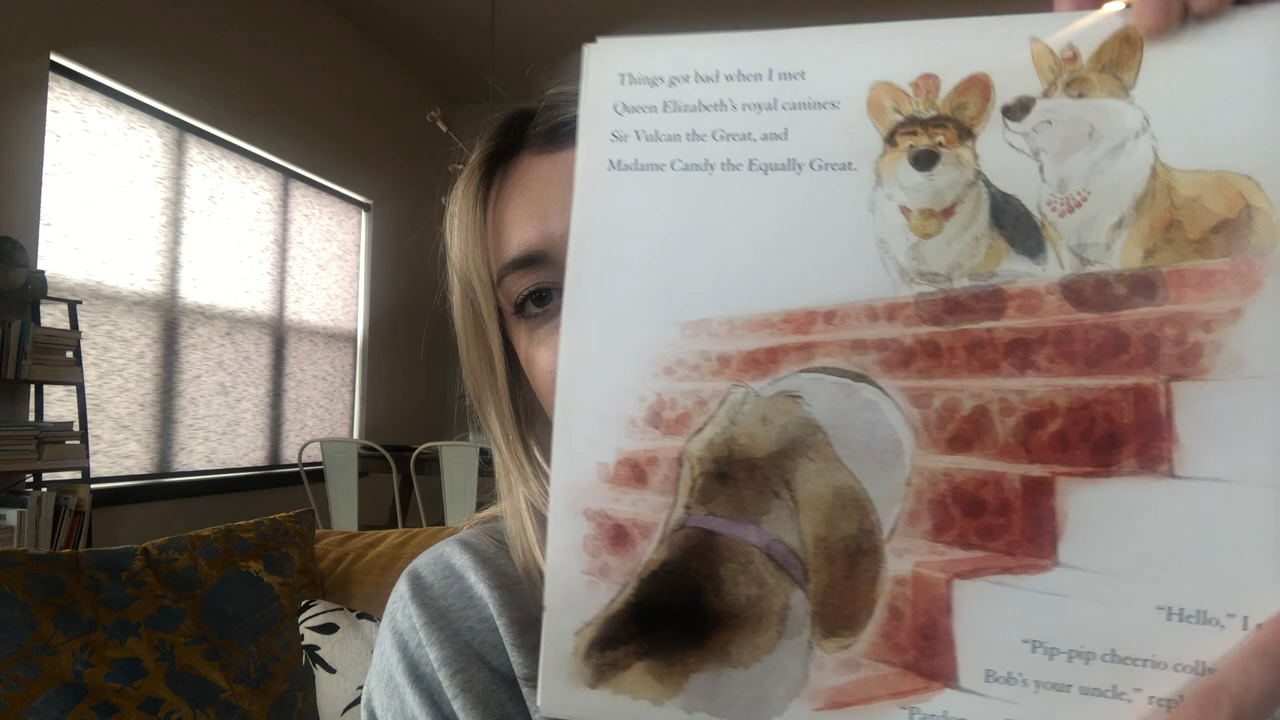 Things got bad when I met
Queen Elizabeth's royal canines:
Sir Vulcan the Great, and
Madame Candy the Equally Great.
"Hello," I
"Pip-pip cheerio
Bob's your uncle,"